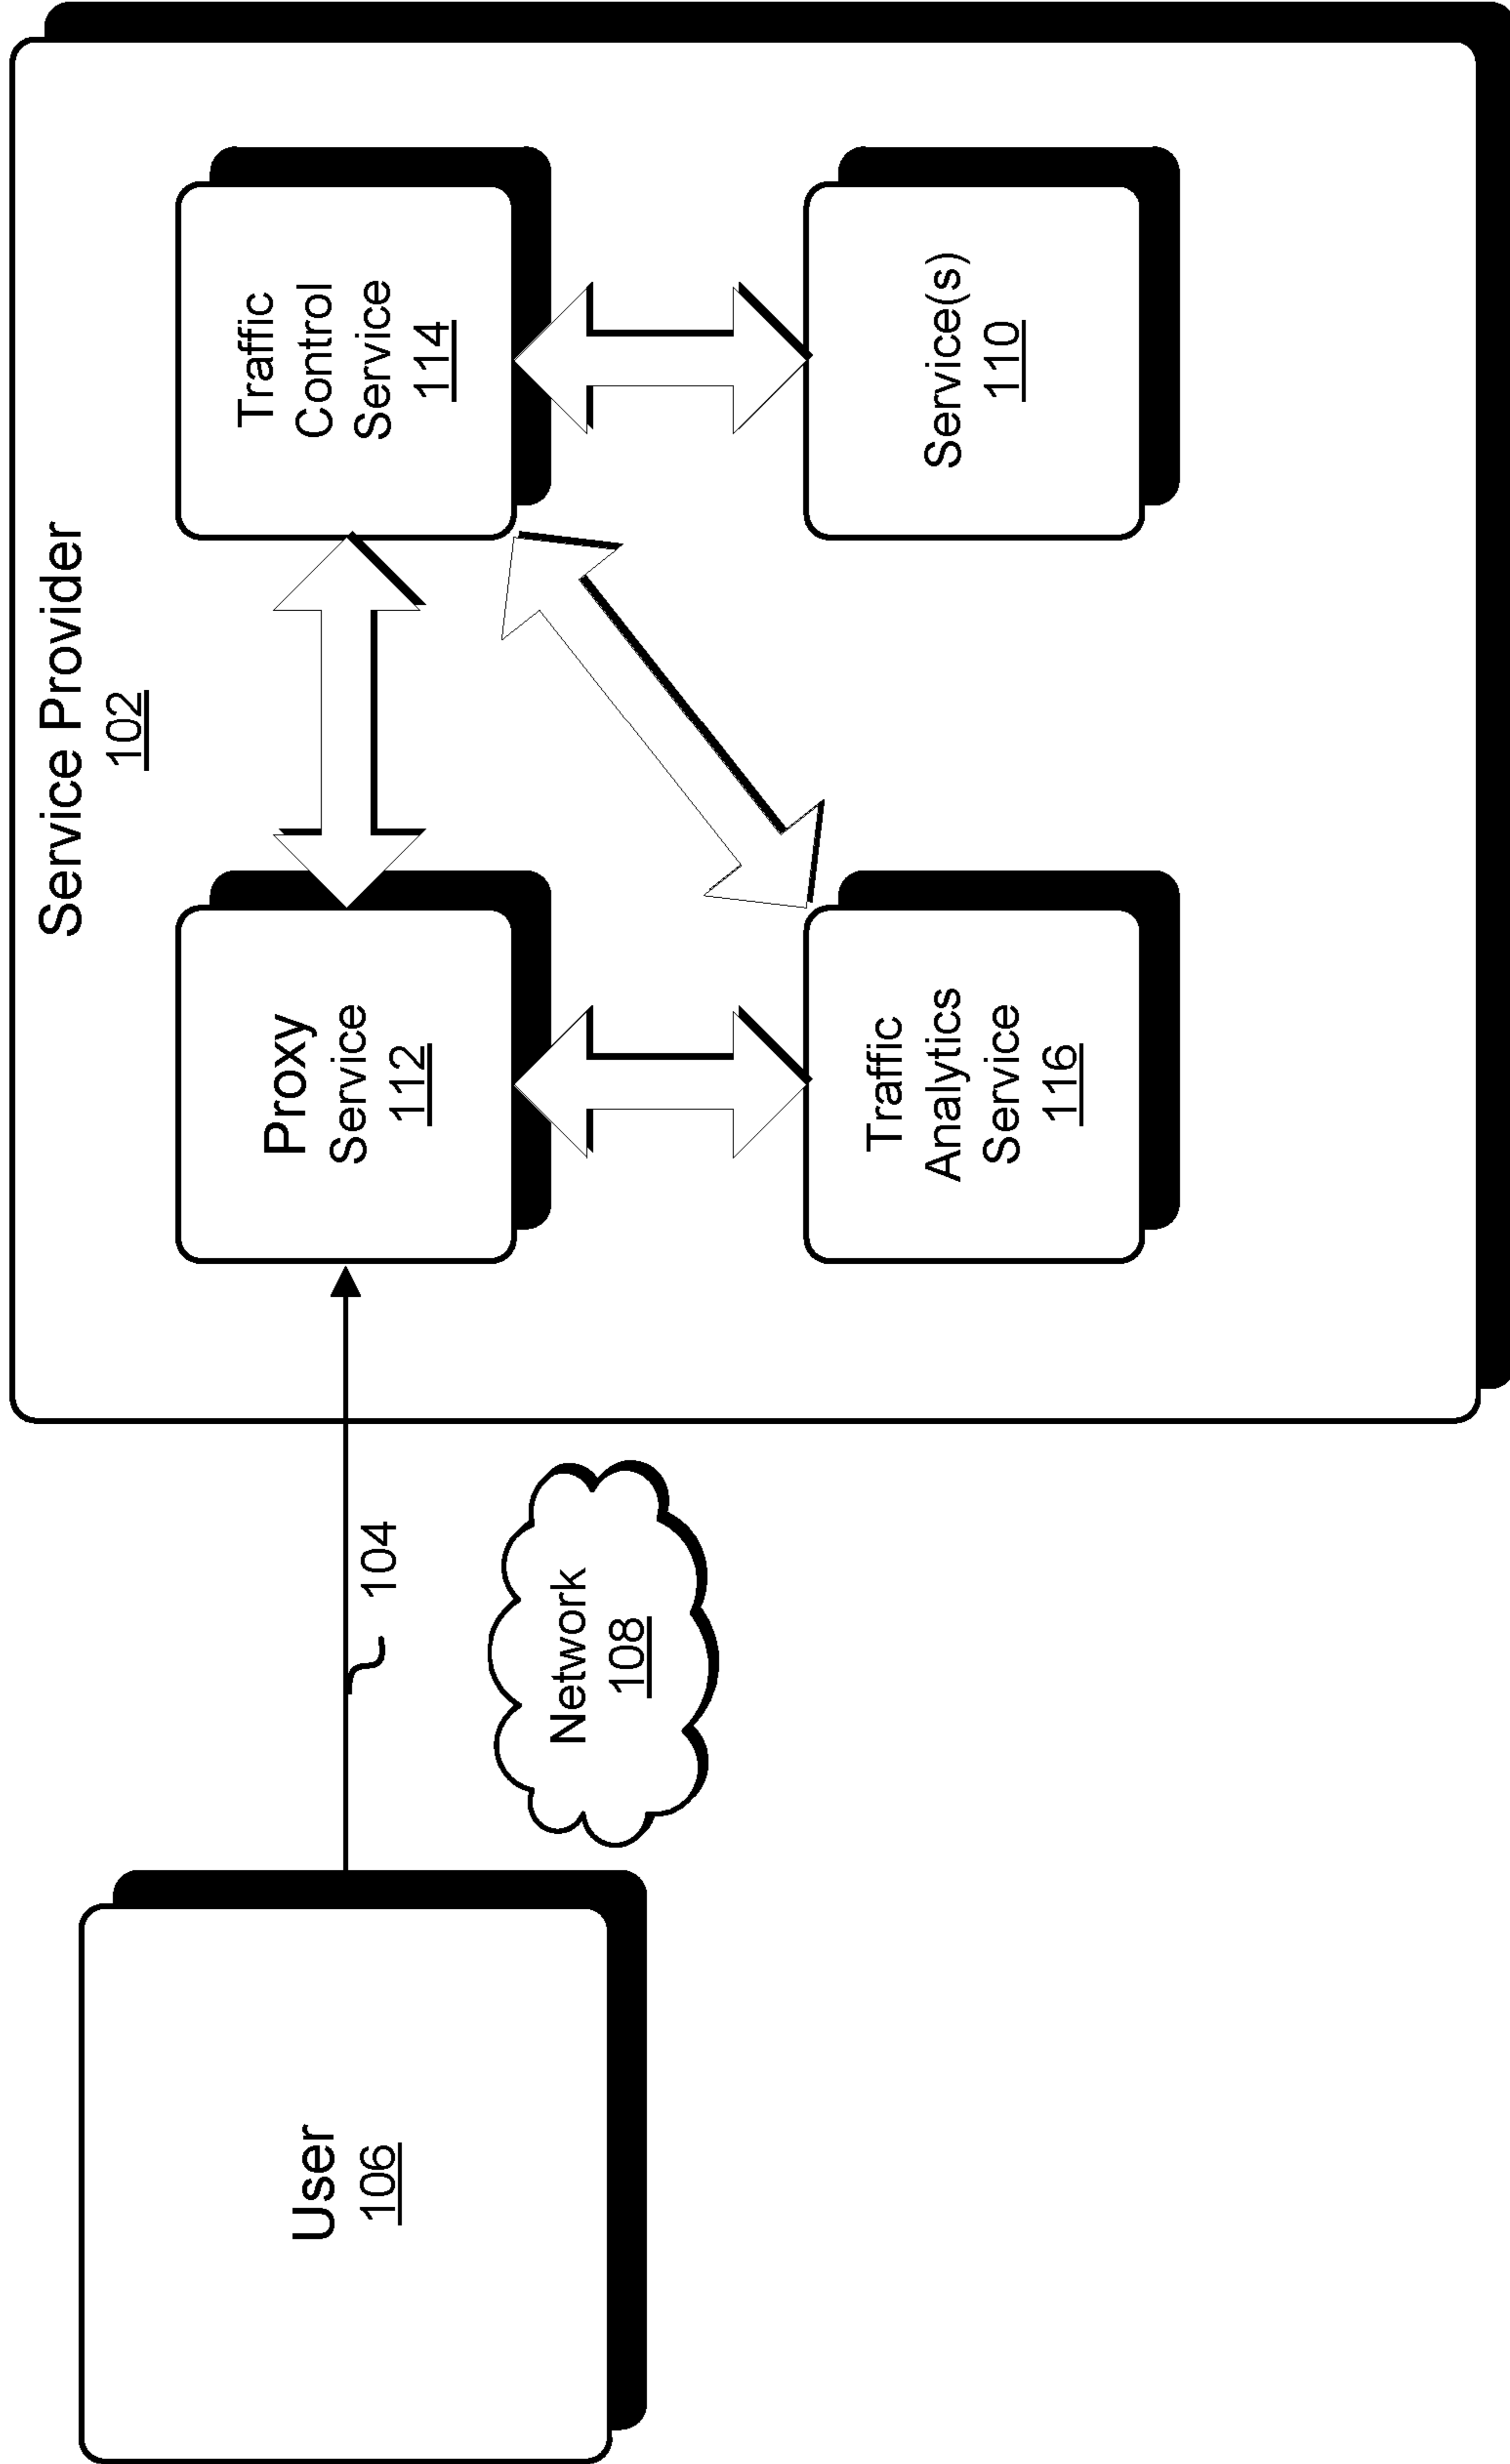 Service Provider
102
User
106
104
Network
108
Proxy
Service
112
Traffic
Control
Service
114
Traffic
Analytics
Service
116
Service(s)
110